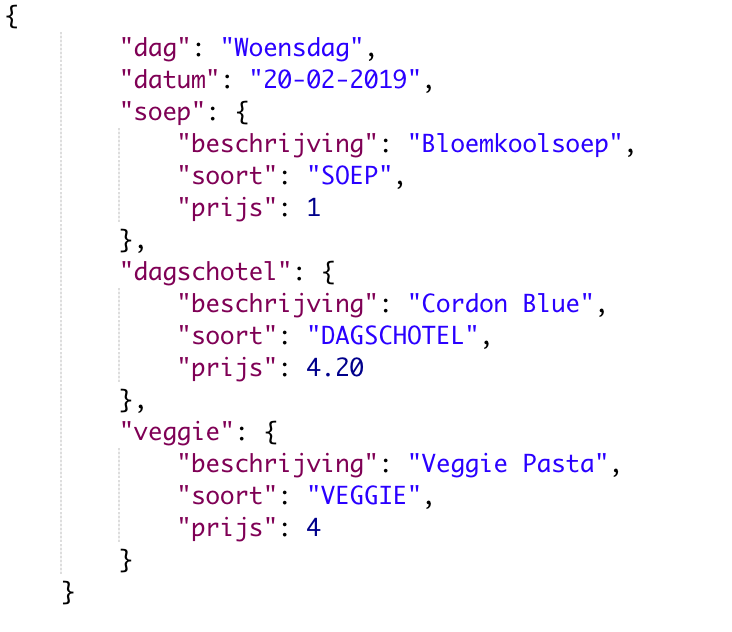 {
"dag": "Woensdag",
"datum": "20-02-2019",
"soep": {
"beschrijving": "Bloemkoolsoep",
"soort": "SOEP",
"prijs": 1
},
"dagschotel": {
"beschrijving": "Cordon Blue",
"soort": "DAGSCHOTEL",
"prijs": 4.20
},
"veggie": {
"beschrijving": "Veggie Pasta",
"soort": "VEGGIE",
"prijs": 4
}
}